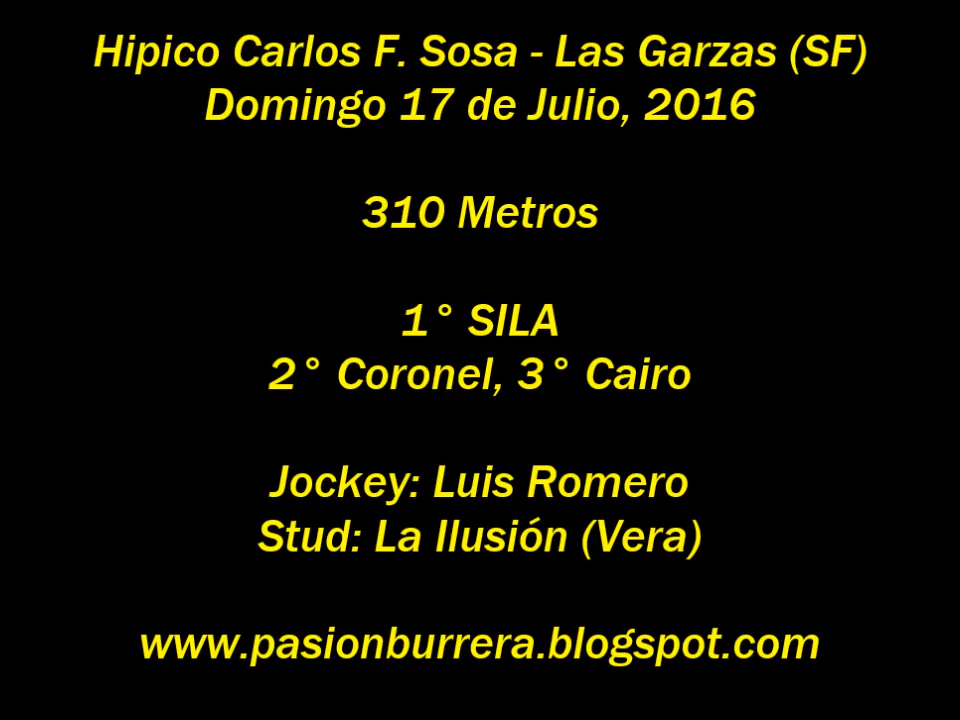 Hipico Carlos F. Sosa - Las Garzas (SF)
Domingo 17 de Julio, 2016
310 Metros
1° SILA
2° Coronel, 3° Cairo
Jockey: Luis Romero
Stud: La Ilusión (Vera)
www.pasionburrera.blogspot.com